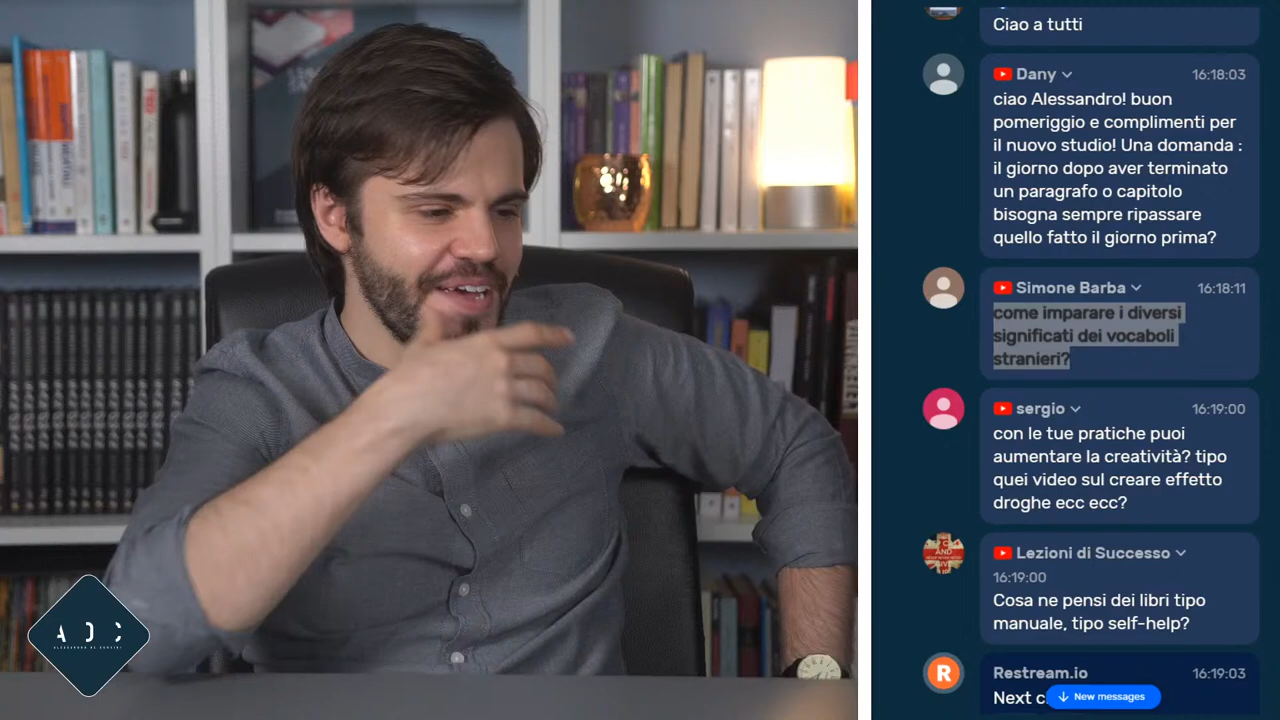 Ciao a tutti
Dany
16:18:03
ciao Alessandro! buon
pomeriggio e complimenti per
il nuovo studio! Una domanda :
il giorno dopo aver terminato
un paragrafo o capitolo
bisogna sempre ripassare
quello fatto il giorno prima?
Simone Barba
16:18:11
come imparare i diversi
significati dei vocaboli
stranieri?
sergio
16:19:00
con le tue pratiche puoi
aumentare la creatività? tipo
quei video sul creare effetto
droghe ecc ecc?
Lezioni di Successo
16:19:00
Cosa ne pensi dei libri tipo
manuale, tipo self-help?
R
Restream.io
16:19:03
Next c
New messages